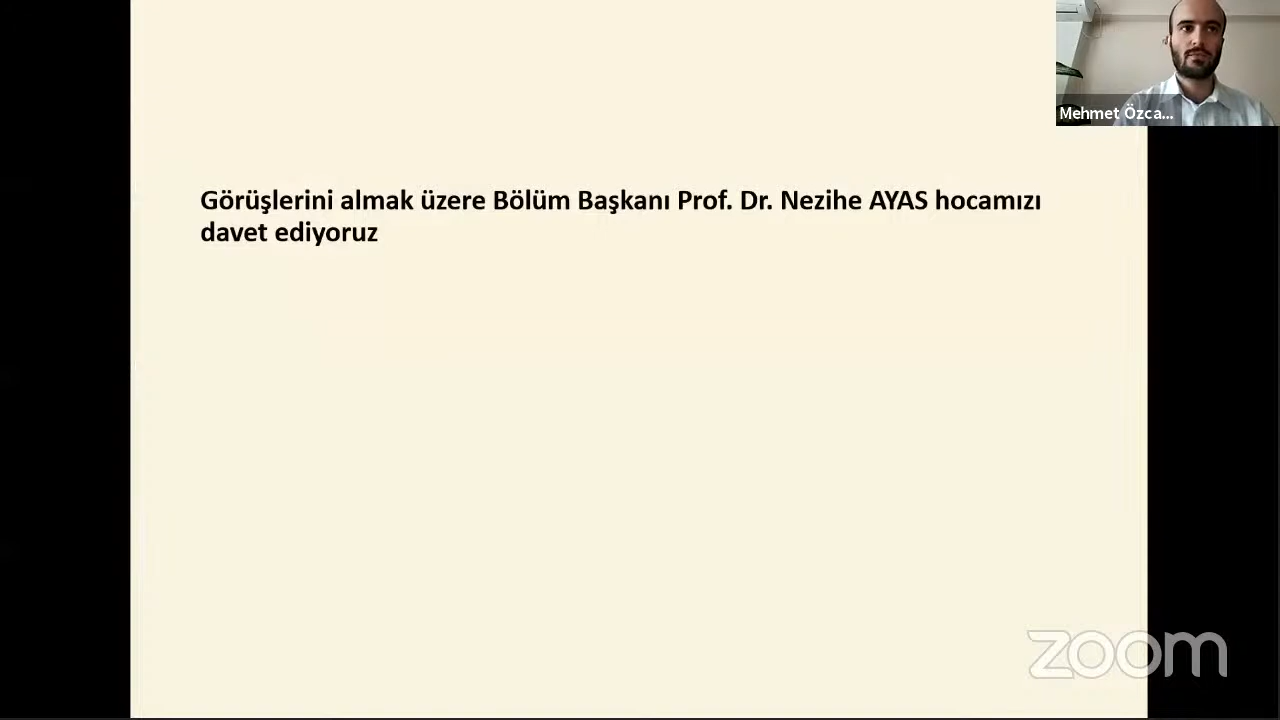 Mehmet Özca...
Görüşlerini almak üzere Bölüm Başkanı Prof. Dr. Nezihe AYAS hocamızı
davet ediyoruz
zoom